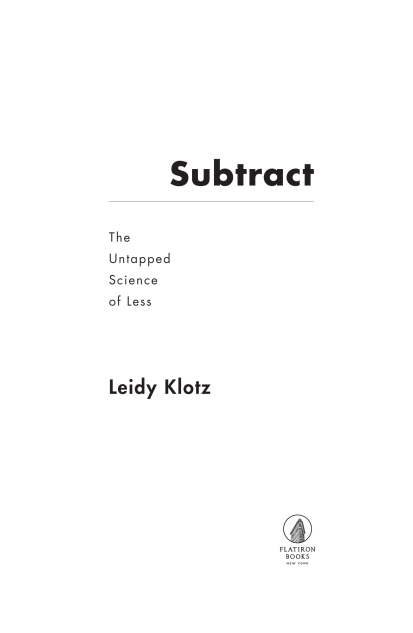 Subtract
The
Untapped
Science
of Less
Leidy Klotz
FLATIRON
BOOKS
NEW YORK